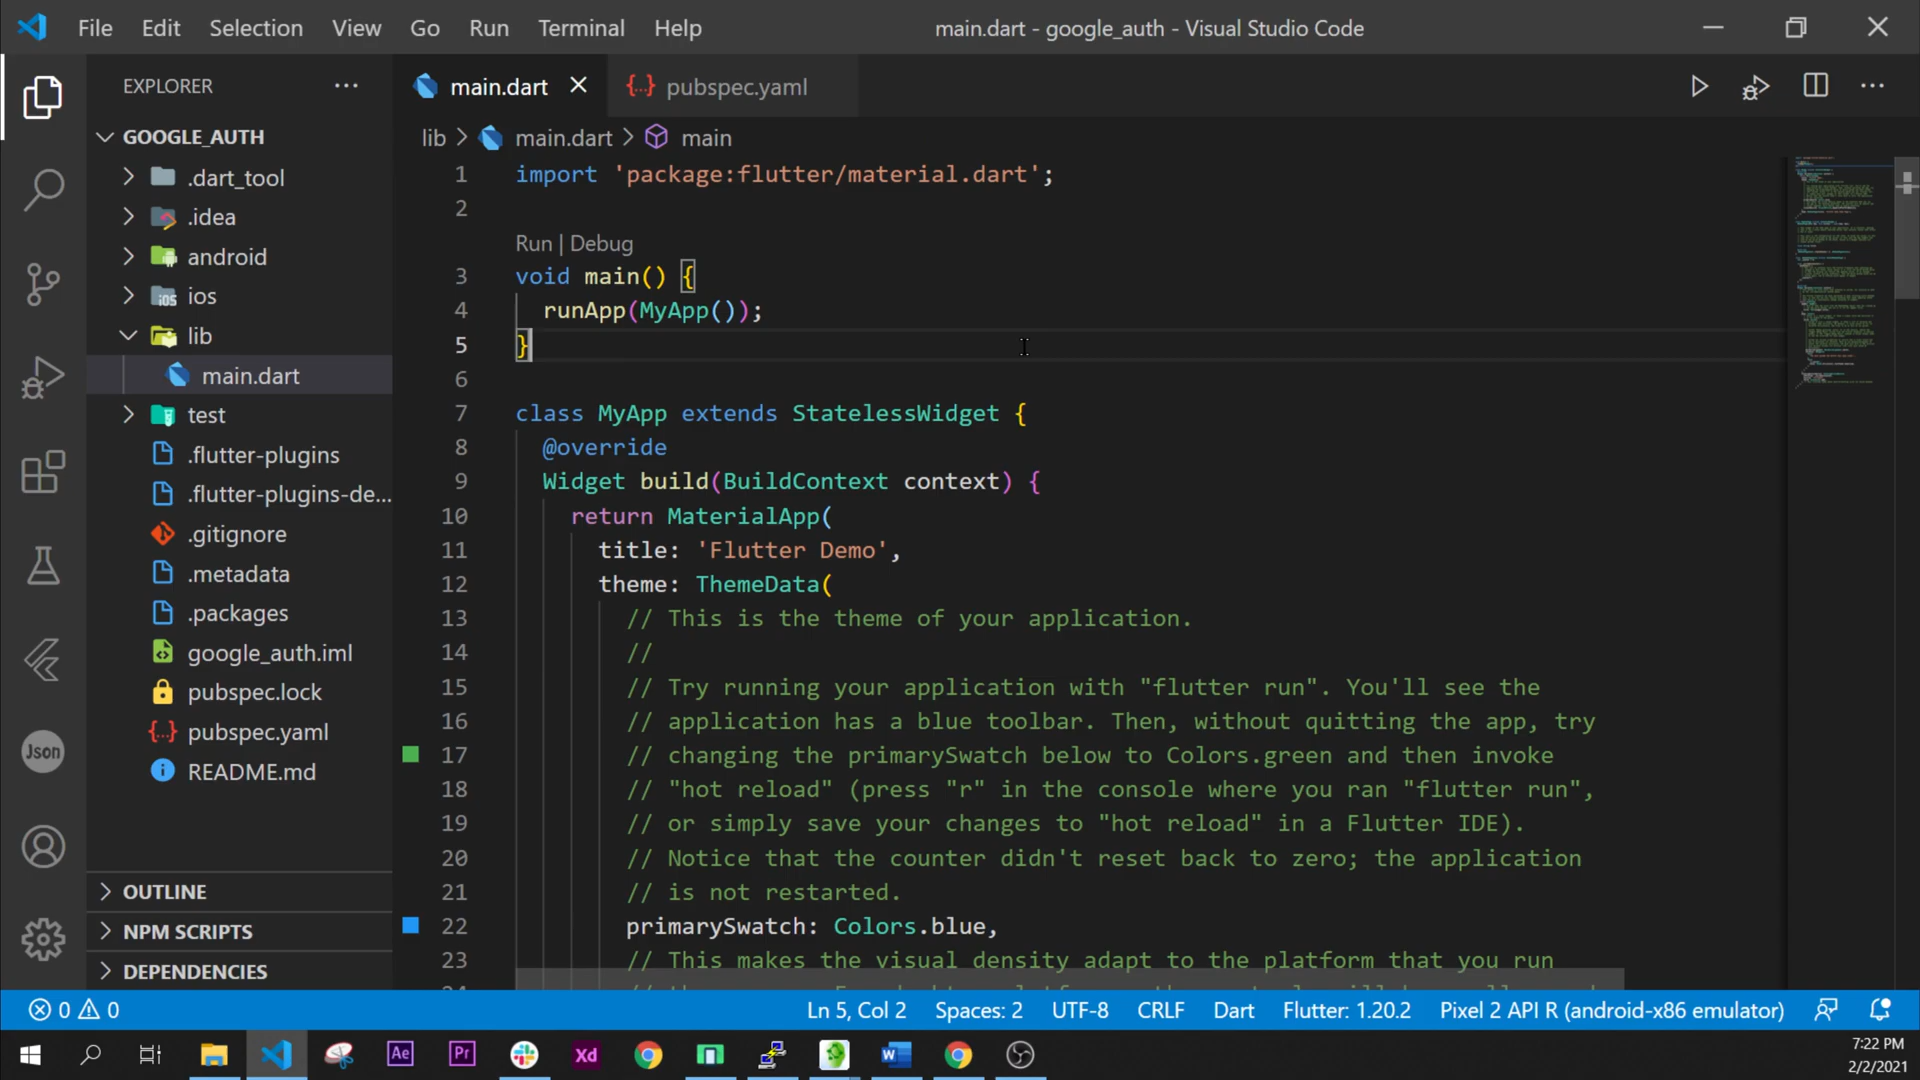 File Edit Selection View Go Run Terminal Help
main.dart - google_auth - Visual Studio Code
EXPLORER
GOOGLE_AUTH
.dart_tool
.idea
android
ios
lib
main.dart
test
.flutter-plugins
.flutter-plugins-de...
.gitignore
.metadata
.packages
google_auth.iml
pubspec.lock
pubspec.yaml
README.md
OUTLINE
NPM SCRIPTS
DEPENDENCIES
Json
main.dart pubspec.yaml
lib > main.dart > main
1 import 'package:flutter/material.dart';
2
Run | Debug
3 void main() {
4 runApp(MyApp());
5 }
6
7 class MyApp extends StatelessWidget {
8 @override
9 Widget build(BuildContext context) {
10 return MaterialApp(
11 title: 'Flutter Demo',
12 theme: ThemeData(
13 // This is the theme of your application.
14 //
15 // Try running your application with "flutter run". You'll see the
16 // application has a blue toolbar. Then, without quitting the app, try
17 // changing the primarySwatch below to Colors.green and then invoke
18 // "hot reload" (press "r" in the console where you ran "flutter run",
19 // or simply save your changes to "hot reload" in a Flutter IDE).
20 // Notice that the counter didn't reset back to zero; the application
21 // is not restarted.
22 primarySwatch: Colors.blue,
23 // This makes the visual density adapt to the platform that you run
0 0
Ln 5, Col 2 Spaces: 2 UTF-8 CRLF Dart Flutter: 1.20.2 Pixel 2 API R (android-x86 emulator)
Ae Pr Xd
7:22 PM
2/2/2021